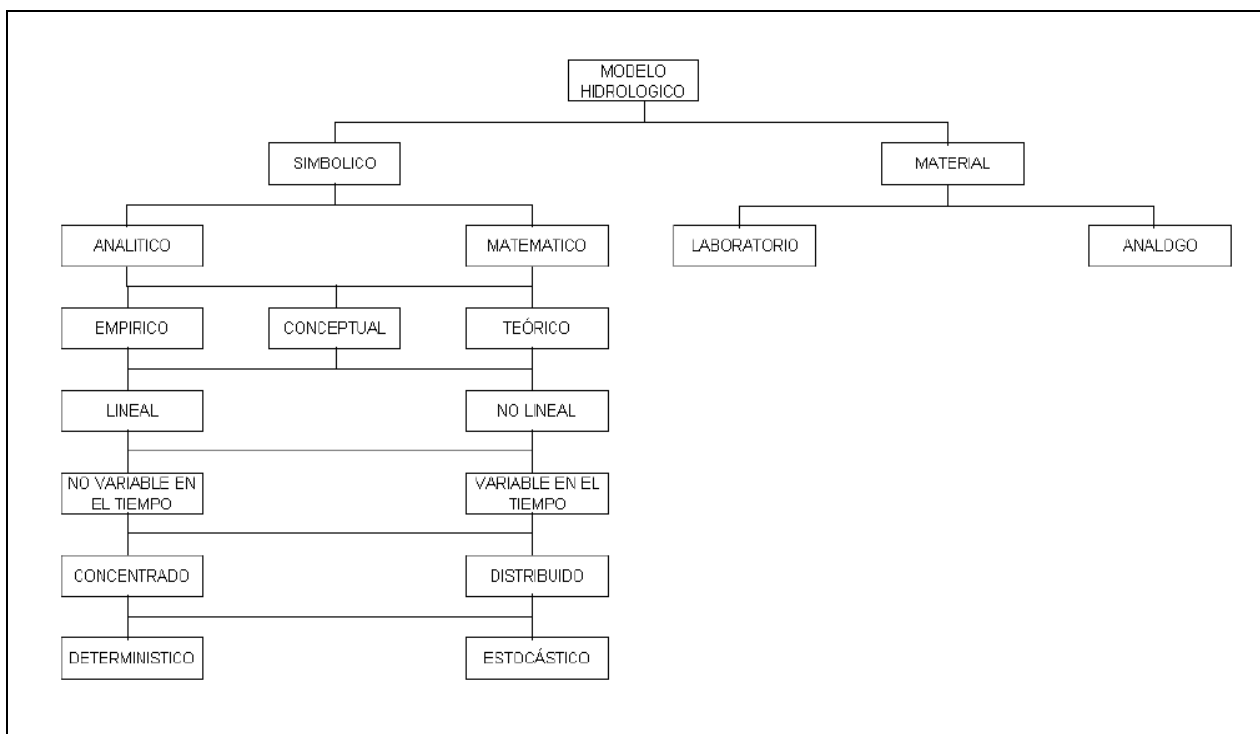 MODELO
HIDROLOGICO
SIMBOLICO
MATERIAL
ANALITICO
MATEMATICO
LABORATORIO
ANALOGO
EMPIRICO
CONCEPTUAL
TEÓRICO
LINEAL
NO LINEAL
NO VARIABLE EN
EL TIEMPO
VARIABLE EN EL
TIEMPO
CONCENTRADO
DISTRIBUIDO
DETERMINISTICO
ESTOCÁSTICO